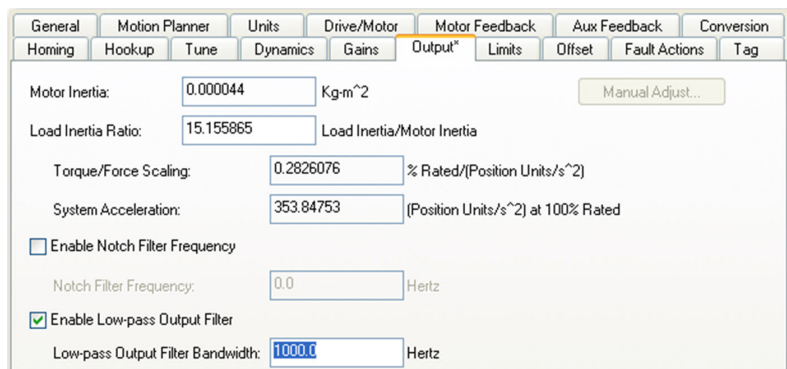 General Motion Planner Units Drive/Motor Motor Feedback Aux Feedback Conversion
Homing Hookup Tune Dynamics Gains Output* Limits Offset Fault Actions Tag
Motor Inertia: 0.000044 Kg-m^2 Manual Adjust...
Load Inertia Ratio: 15.155865 Load Inertia/Motor Inertia
Torque/Force Scaling: 0.2826076 % Rated/(Position Units/s^2)
System Acceleration: 353.84753 (Position Units/s^2) at 100% Rated
Enable Notch Filter Frequency
Notch Filter Frequency: 0.0 Hertz
Enable Low-pass Output Filter
Low-pass Output Filter Bandwidth: 1000.0 Hertz